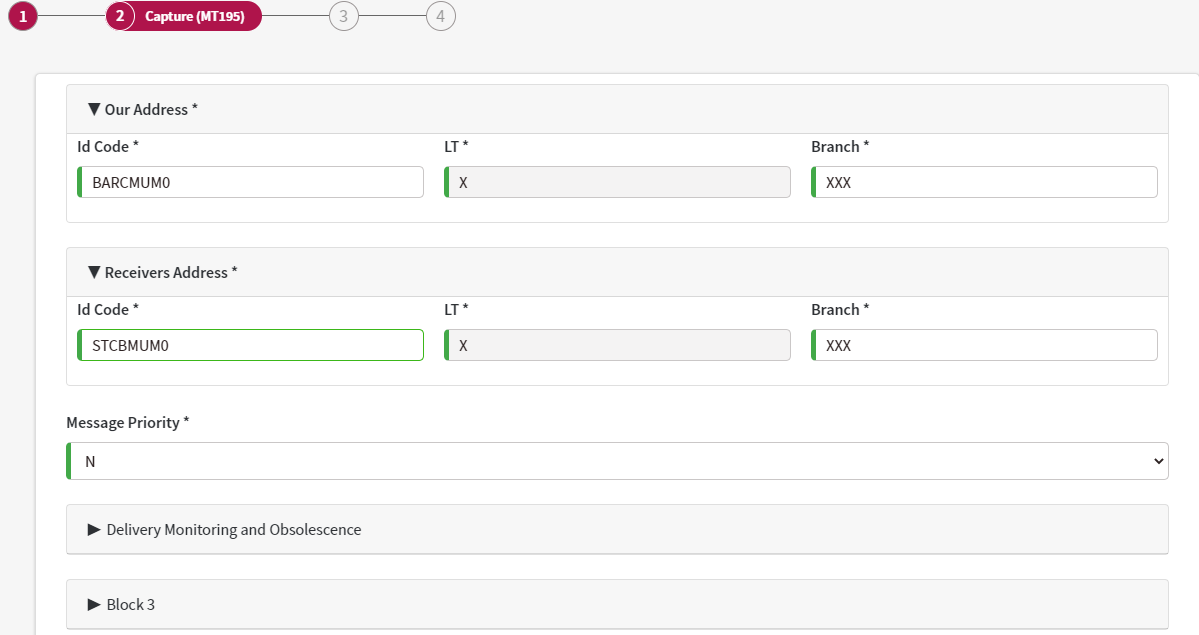 1 2 Capture (MT195) 3 4
▼ Our Address *
Id Code * LT * Branch *
BARCMUM0 X XXX
▼ Receivers Address *
Id Code * LT * Branch *
STCBMUM0 X XXX
Message Priority *
N
▶ Delivery Monitoring and Obsolescence
▶ Block 3